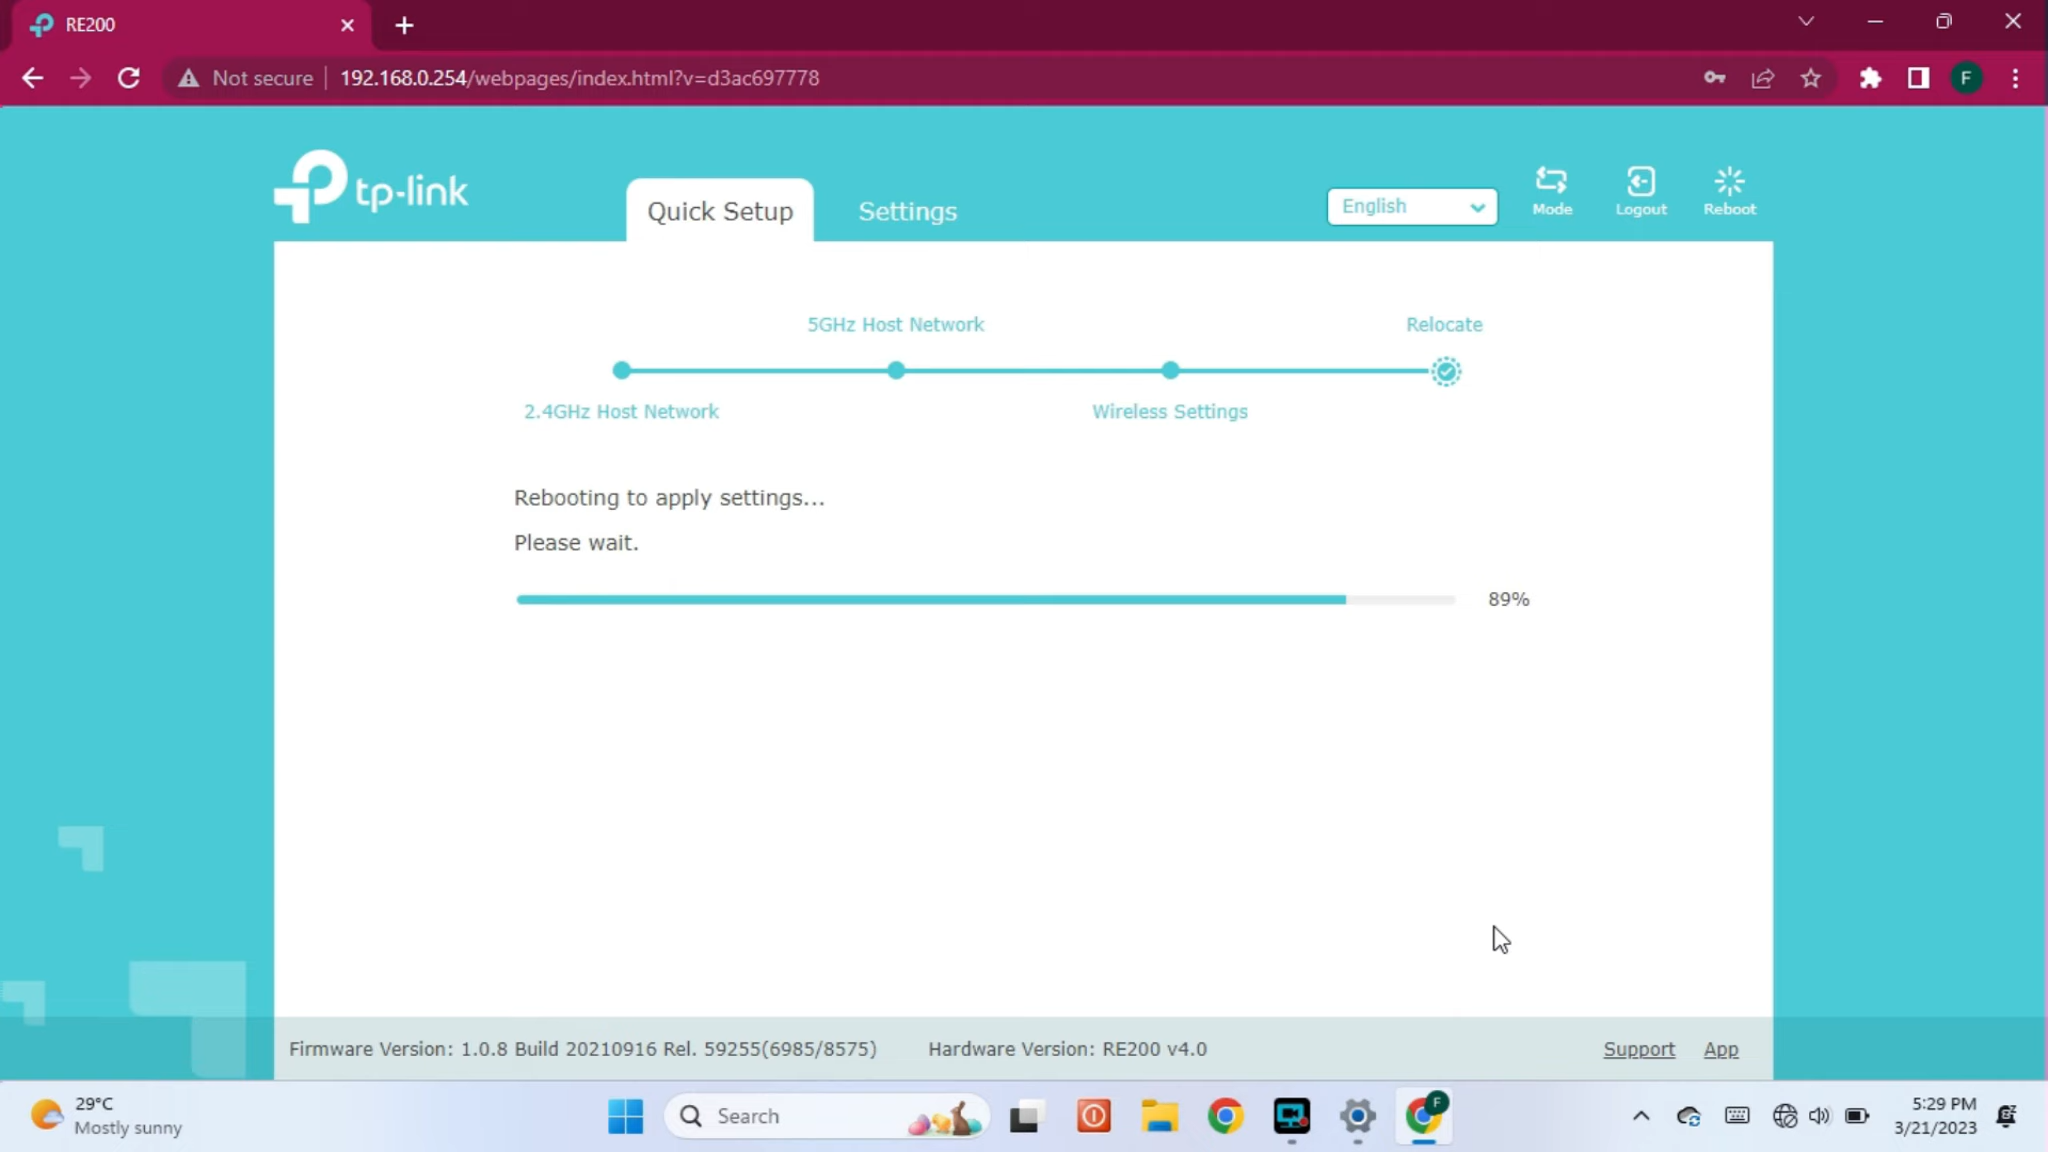 RE200
Not secure
192.168.0.254/webpages/index.html?v=d3ac697778
F
tp-link
Quick Setup
Settings
English
Mode
Logout
Reboot
5GHz Host Network
Relocate
2.4GHz Host Network
Wireless Settings
Rebooting to apply settings...
Please wait.
89%
Firmware Version: 1.0.8 Build 20210916 Rel. 59255(6985/8575)
Hardware Version: RE200 v4.0
Support
App
29°C
Mostly sunny
Search
F
5:29 PM
3/21/2023